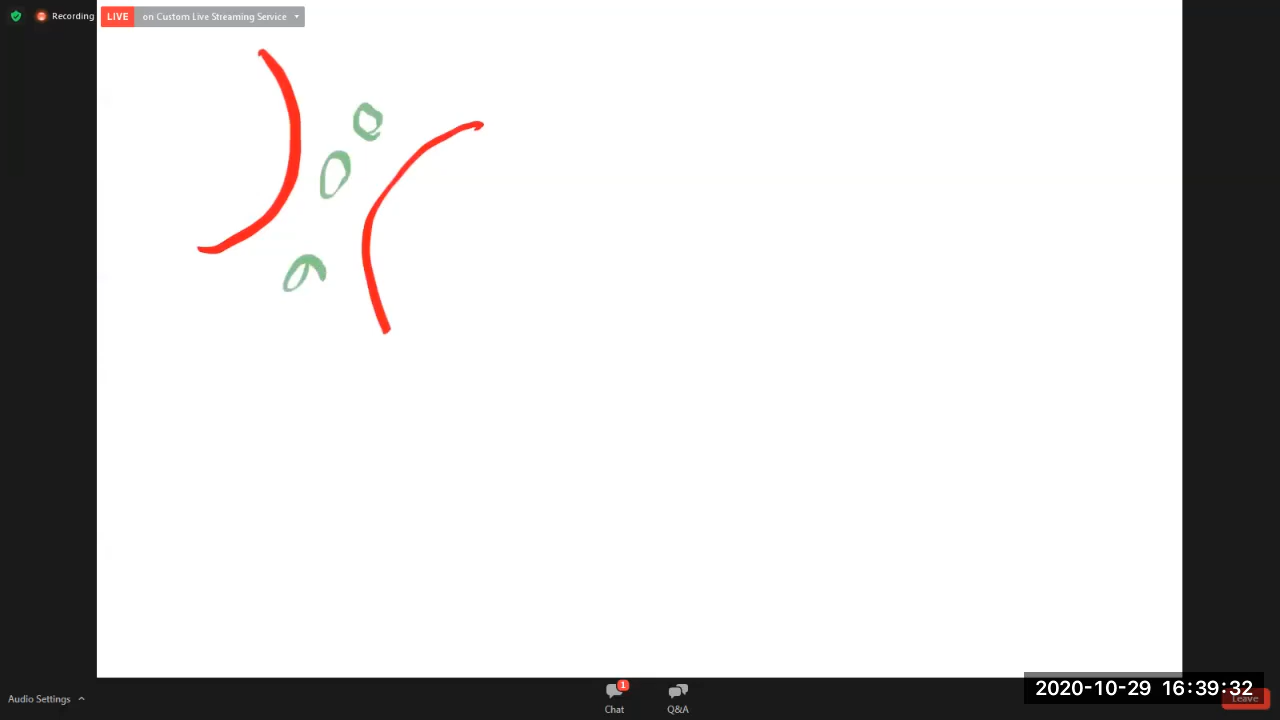 Recording
LIVE on Custom Live Streaming Service
Audio Settings
1
Chat
Q&A
2020-10-29 16:39:32
Leave